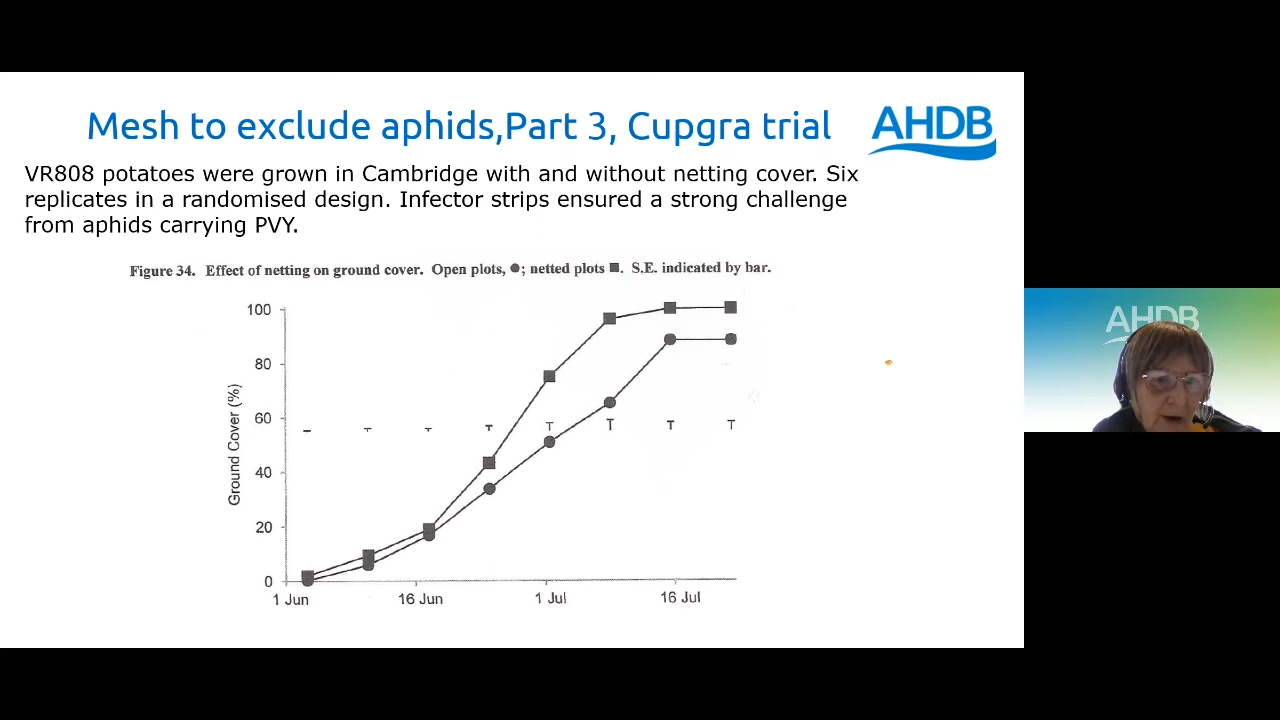 Mesh to exclude aphids,Part 3, Cupgra trial
AHDB
VR808 potatoes were grown in Cambridge with and without netting cover. Six
replicates in a randomised design. Infector strips ensured a strong challenge
from aphids carrying PVY.
Figure 34. Effect of netting on ground cover. Open plots, ●; netted plots ■. S.E. indicated by bar.
Ground Cover (%)
100
80
60
40
20
0
1 Jun
16 Jun
1 Jul
16 Jul
AHDB